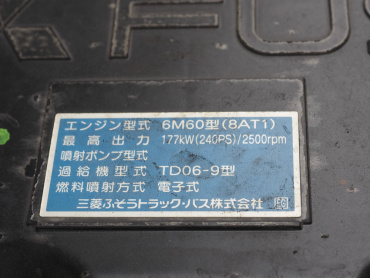 K FUS
エンジン型式 6M60型(8AT1)
最高出力 177kW(240PS)/2500rpm
噴射ポンプ型式
過給機型式 TD06-9型
燃料噴射方式 電子式
三菱ふそうトラック・バス株式会社